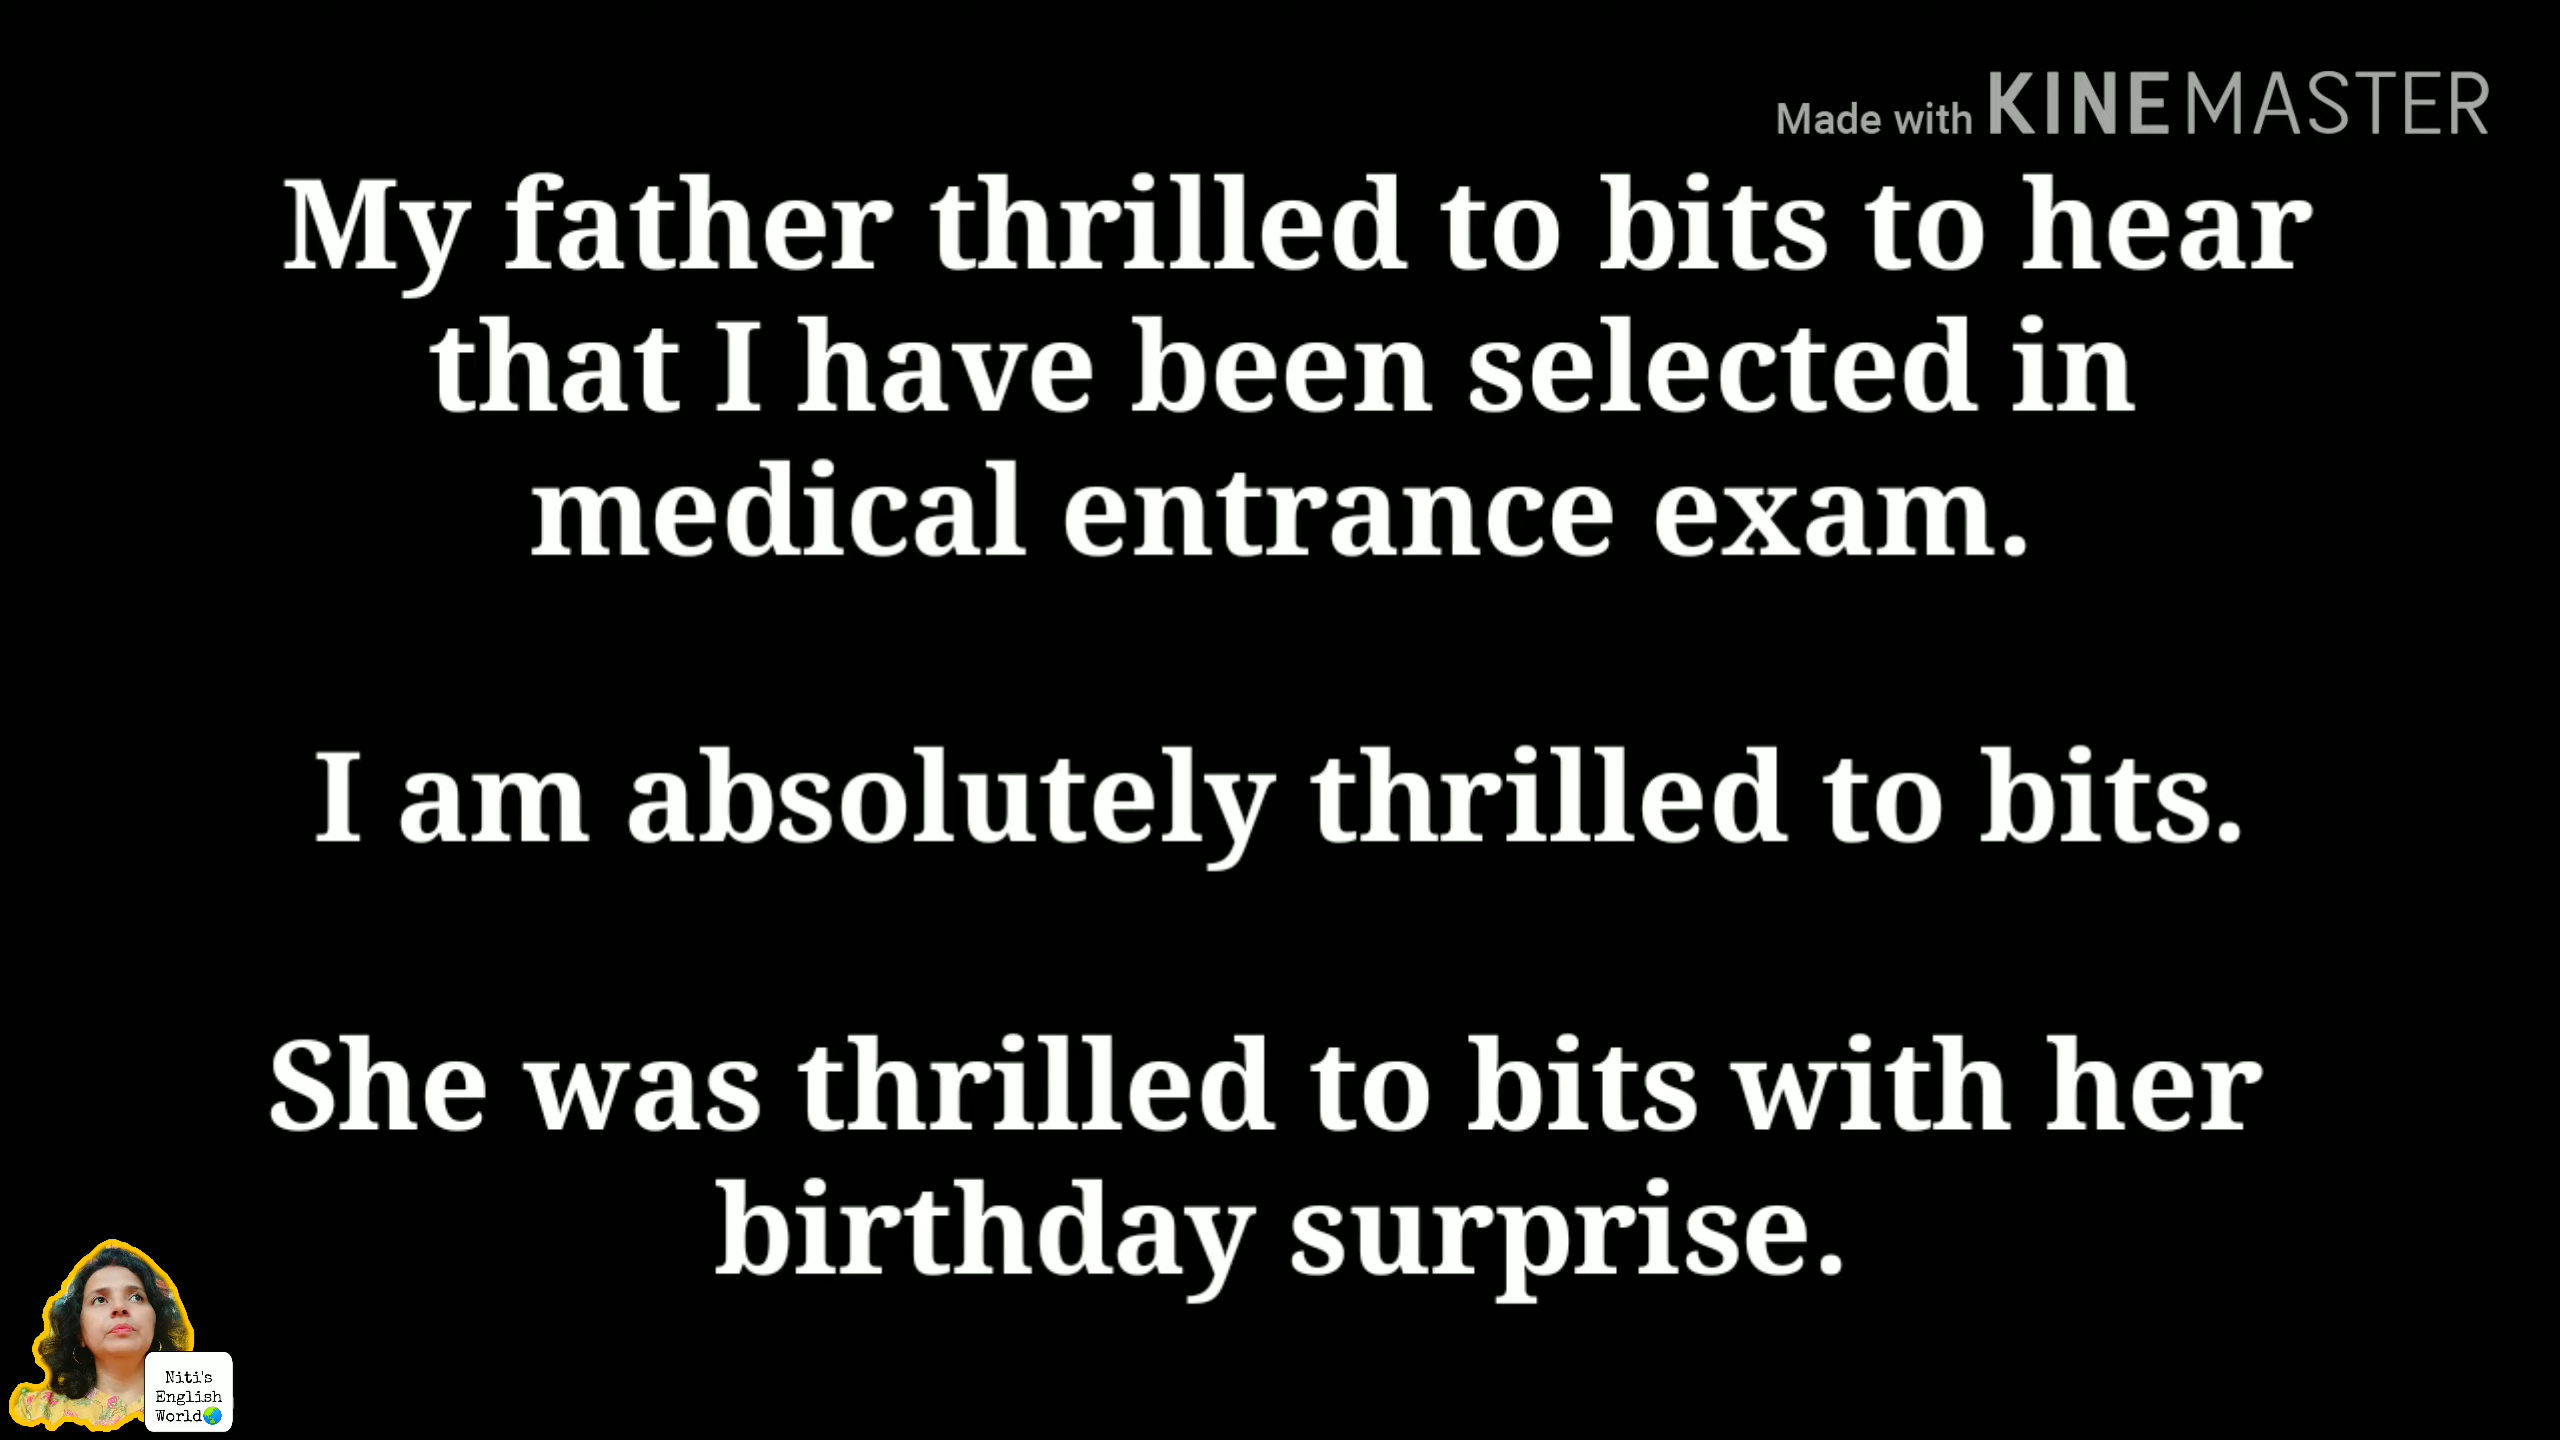 Made with KINEMASTER
My father thrilled to bits to hear
that I have been selected in
medical entrance exam.
I am absolutely thrilled to bits.
She was thrilled to bits with her
birthday surprise.
Niti's
English
World🌏